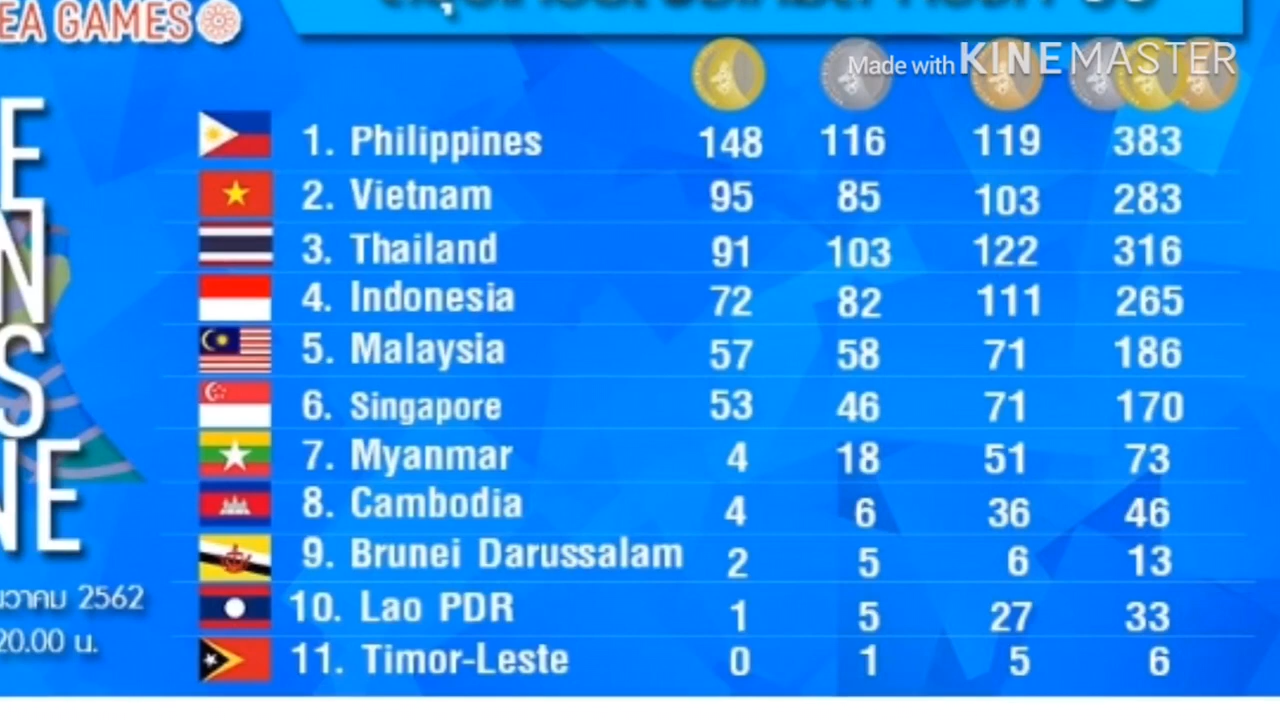 EA GAMES
Made with KINEMASTER
1. Philippines 148 116 119 383
2. Vietnam 95 85 103 283
3. Thailand 91 103 122 316
4. Indonesia 72 82 111 265
5. Malaysia 57 58 71 186
6. Singapore 53 46 71 170
7. Myanmar 4 18 51 73
8. Cambodia 4 6 36 46
9. Brunei Darussalam 2 5 6 13
10. Lao PDR 1 5 27 33
11. Timor-Leste 0 1 5 6
E
N
S
NE
นวาคม 2562
20.00 น.